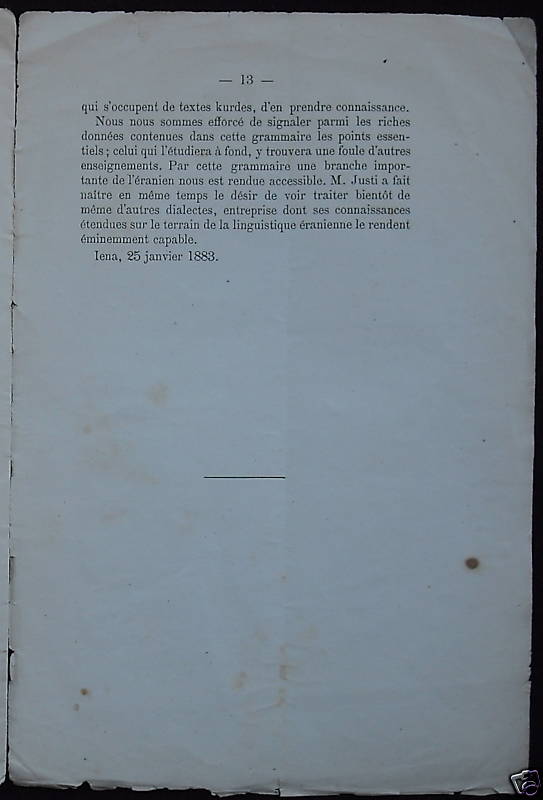 — 13 —
qui s'occupent de textes kurdes, d'en prendre connaissance.
Nous nous sommes efforcé de signaler parmi les riches
données contenues dans cette grammaire les points essen-
tiels; celui qui l'étudiera à fond, y trouvera une foule d'autres
enseignements. Par cette grammaire une branche impor-
tante de l'éranien nous est rendue accessible. M. Justi a fait
naître en même temps le désir de voir traiter bientôt de
même d'autres dialectes, entreprise dont ses connaissances
étendues sur le terrain de la linguistique éranienne le rendent
éminemment capable.
Iena, 25 janvier 1883.